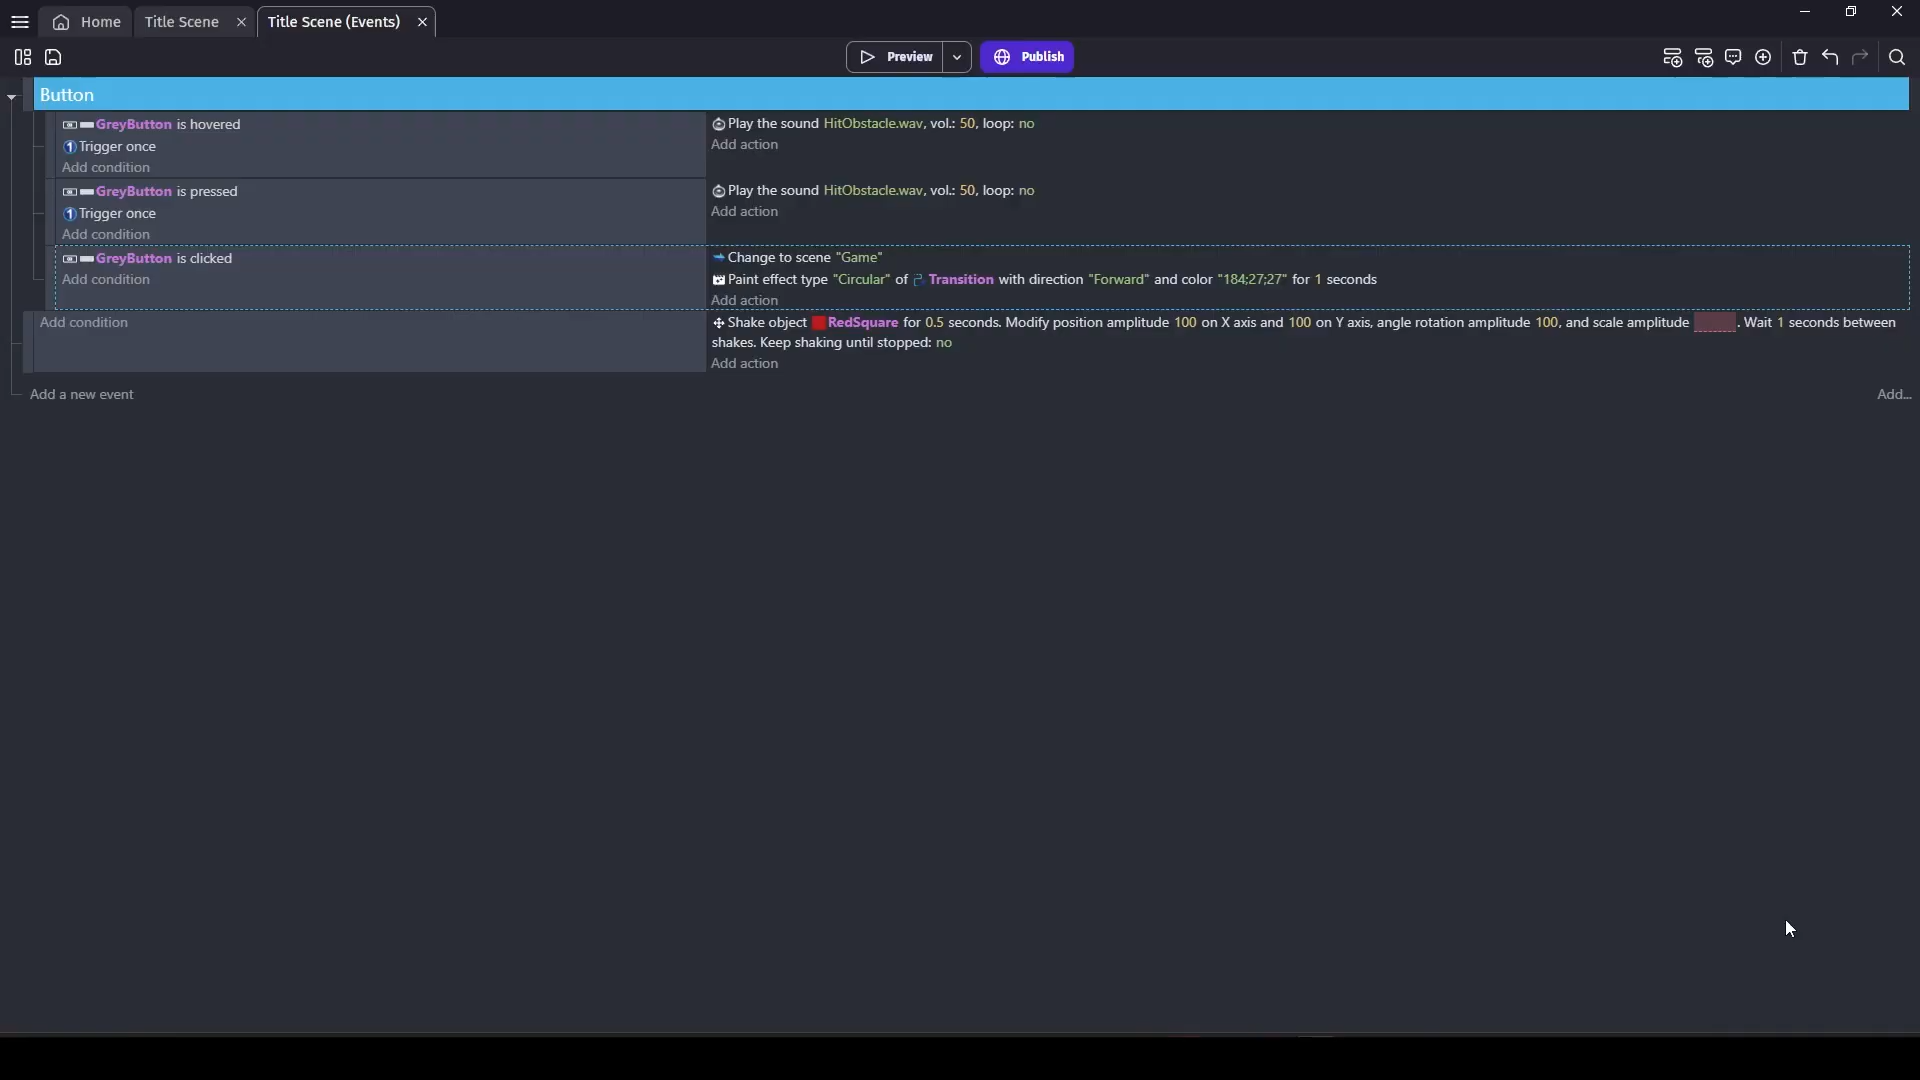 Home
Title Scene
Title Scene (Events)
Preview
Publish
Button
GreyButton is hovered
Trigger once
Add condition
Play the sound HitObstacle.wav, vol.: 50, loop: no
Add action
GreyButton is pressed
Trigger once
Add condition
Play the sound HitObstacle.wav, vol.: 50, loop: no
Add action
GreyButton is clicked
Add condition
Change to scene "Game"
Paint effect type "Circular" of Transition with direction "Forward" and color "184;27;27" for 1 seconds
Add action
Add condition
Shake object RedSquare for 0.5 seconds. Modify position amplitude 100 on X axis and 100 on Y axis, angle rotation amplitude 100, and scale amplitude . Wait 1 seconds between
shakes. Keep shaking until stopped: no
Add action
Add a new event
Add...